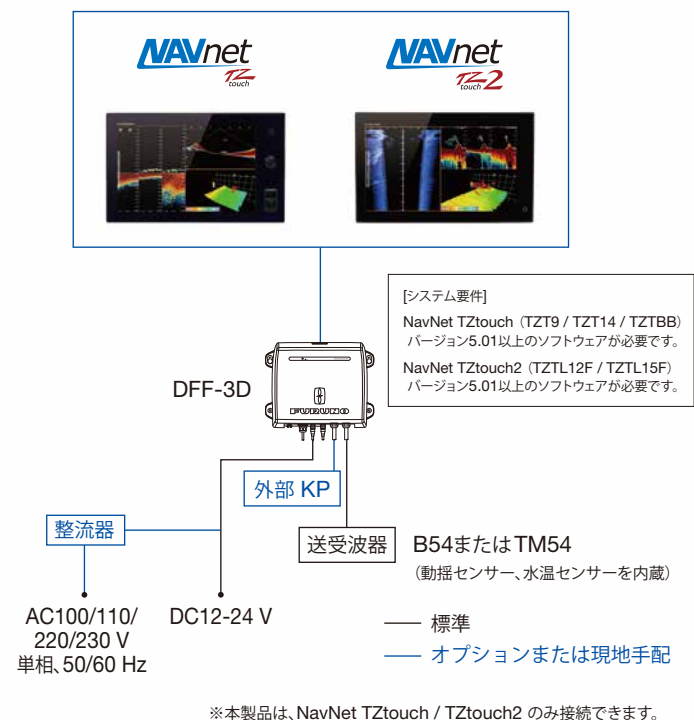 NAVnet
TZ
touch
NAVnet
TZ
touch 2
[システム要件]
NavNet TZtouch（TZT9 / TZT14 / TZTBB）
バージョン5.01以上のソフトウェアが必要です。
NavNet TZtouch2（TZTL12F / TZTL15F）
バージョン5.01以上のソフトウェアが必要です。
DFF-3D
FURUNO
外部 KP
整流器
送受波器
B54またはTM54
（動揺センサー、水温センサーを内蔵）
AC100/110/
220/230 V
単相、50/60 Hz
DC12-24 V
標準
オプションまたは現地手配
※本製品は、NavNet TZtouch / TZtouch2 のみ接続できます。